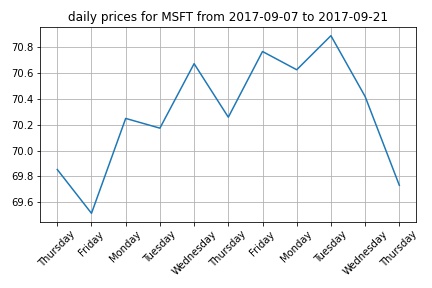 daily prices for MSFT from 2017-09-07 to 2017-09-21
70.8
70.6
70.4
70.2
70.0
69.8
69.6
Thursday
Friday
Monday
Tuesday
Wednesday
Thursday
Friday
Monday
Tuesday
Wednesday
Thursday